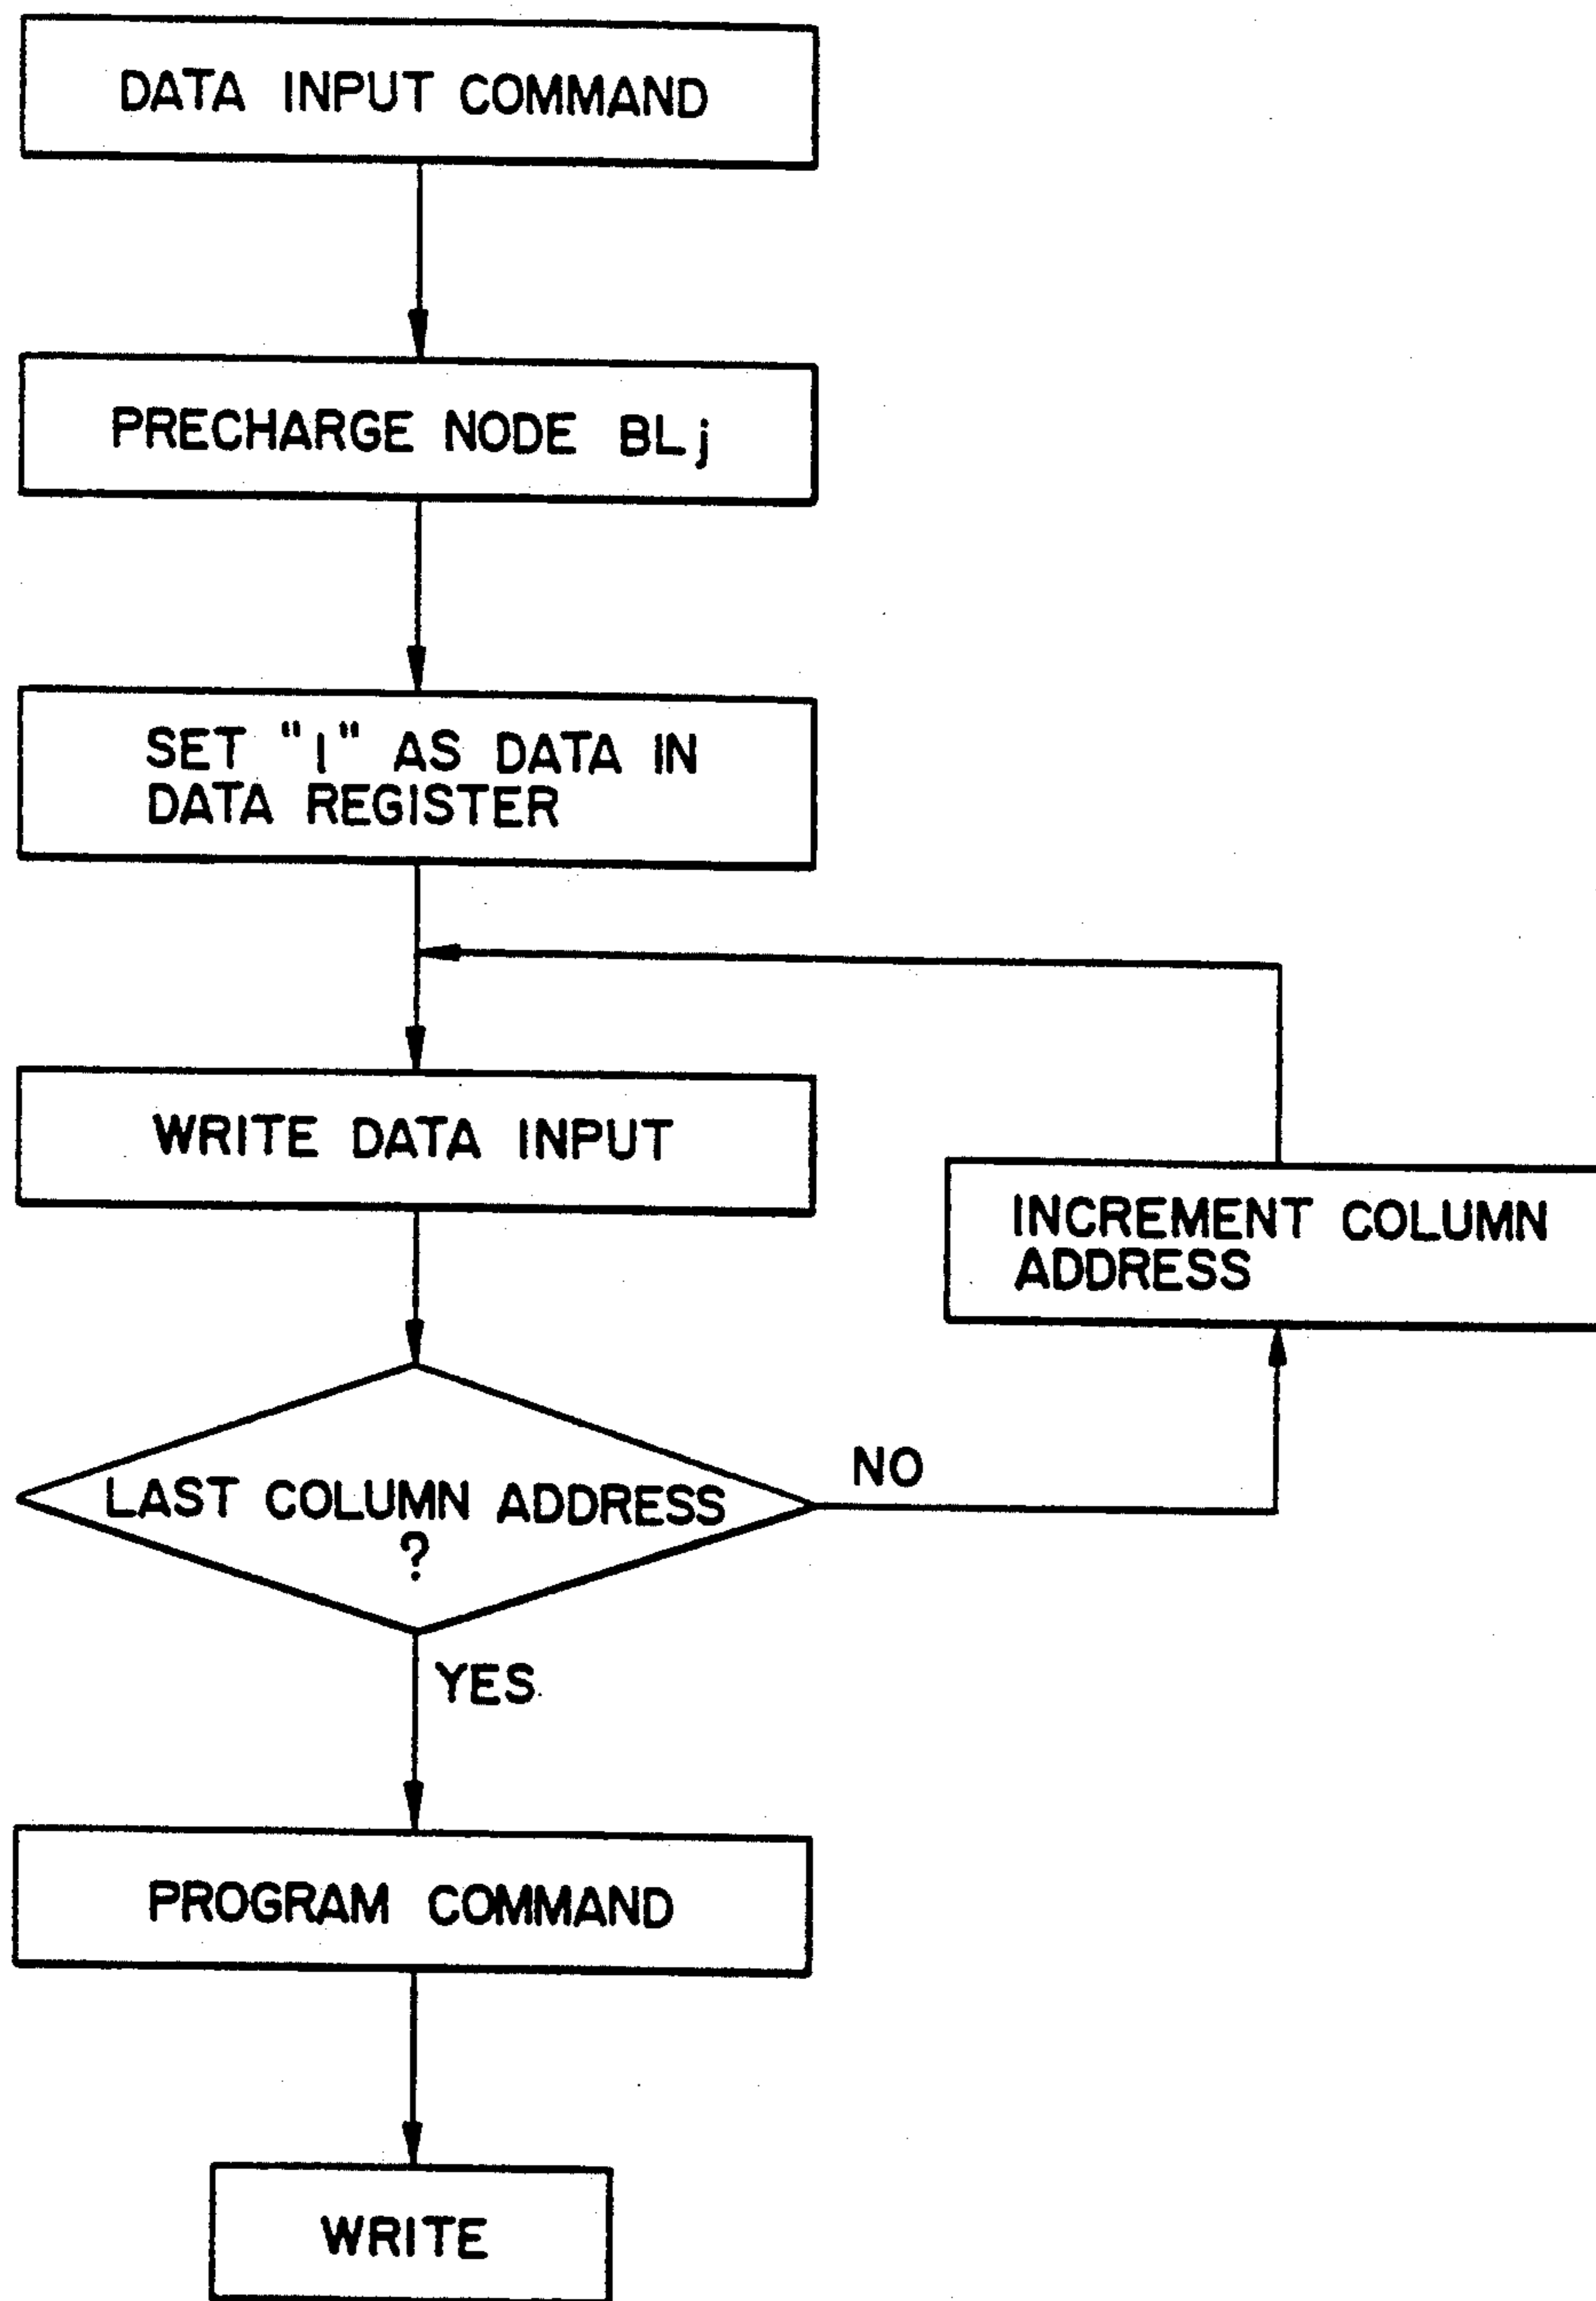 DATA INPUT COMMAND
PRECHARGE NODE BLj
SET "1" AS DATA IN
DATA REGISTER
WRITE DATA INPUT
INCREMENT COLUMN
ADDRESS
LAST COLUMN ADDRESS
?
NO
YES
PROGRAM COMMAND
WRITE